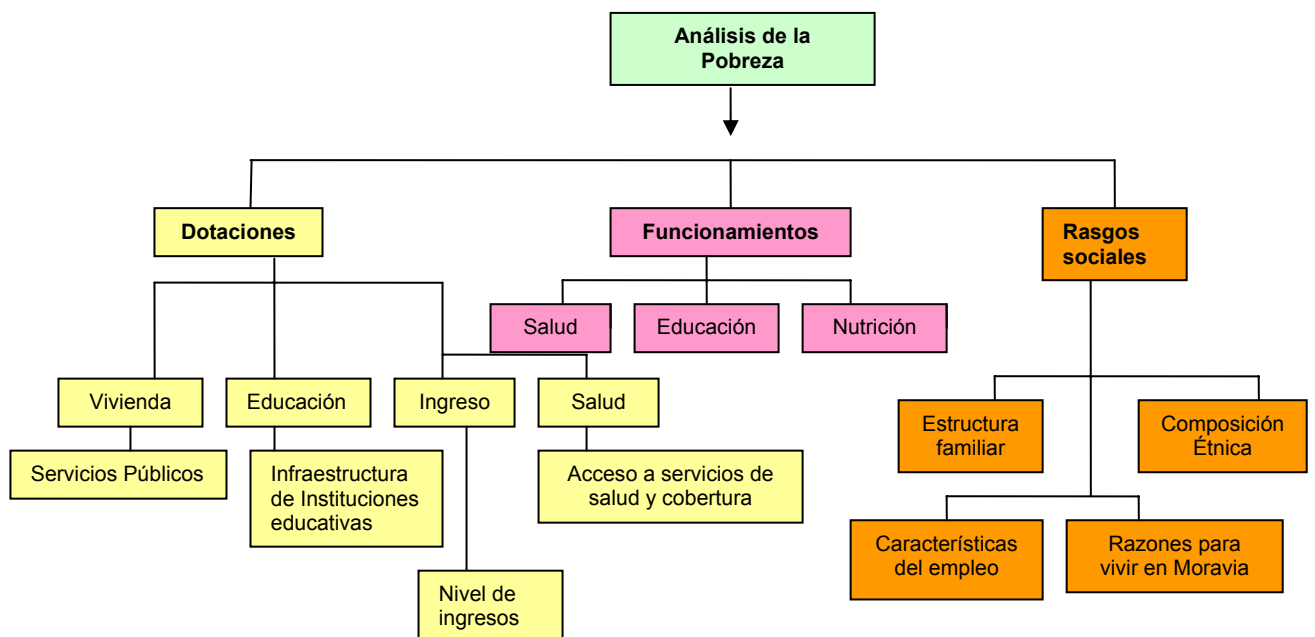 Análisis de la
Pobreza
Dotaciones
Funcionamientos
Rasgos
sociales
Salud
Educación
Nutrición
Vivienda
Educación
Ingreso
Salud
Estructura
familiar
Composición
Étnica
Servicios Públicos
Infraestructura
de Instituciones
educativas
Acceso a servicios de
salud y cobertura
Características
del empleo
Razones para
vivir en Moravia
Nivel de
ingresos